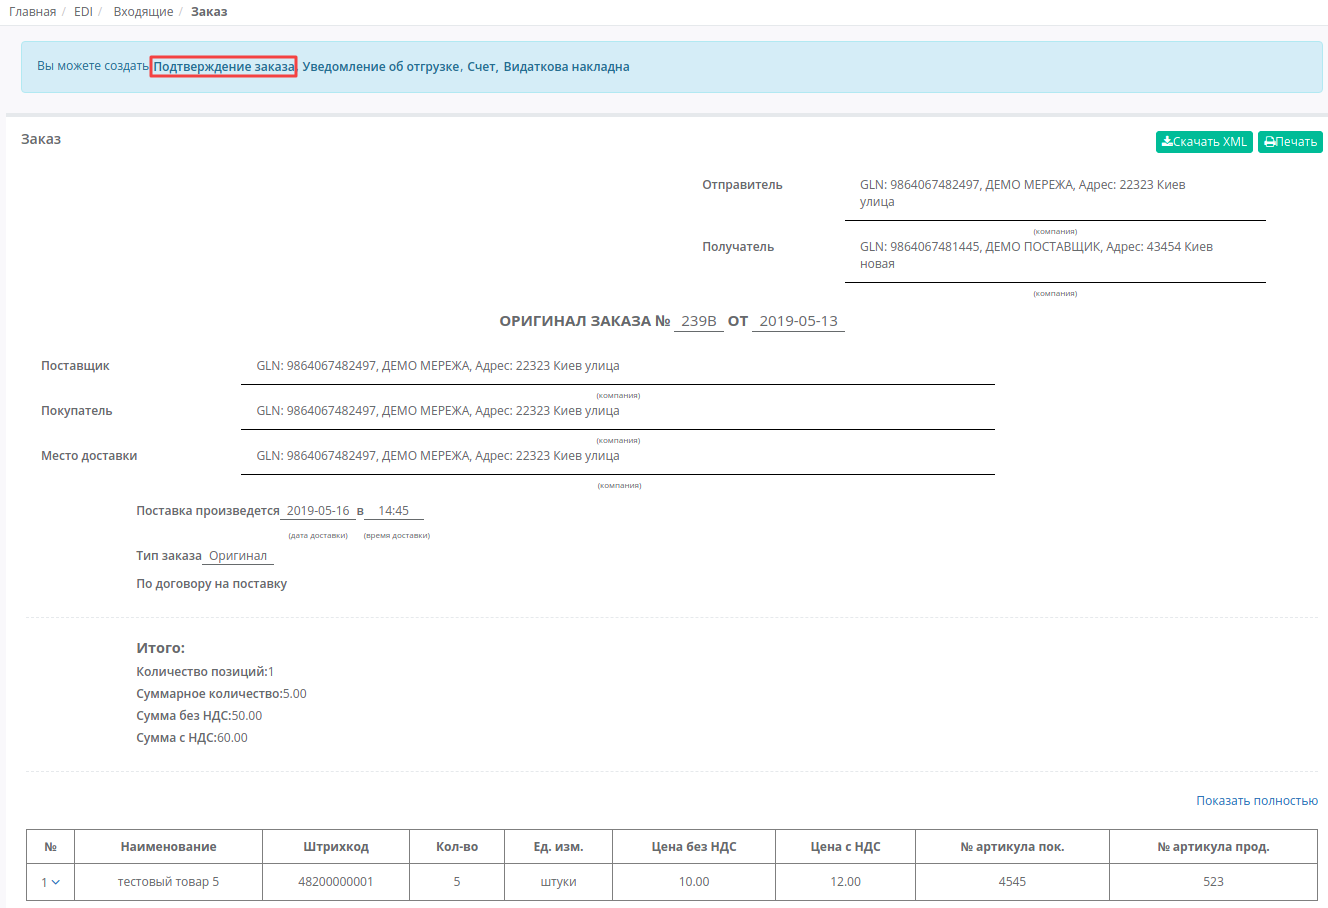 Главная / EDI / Входящие / Заказ
Вы можете создать Подтверждение заказа, Уведомление об отгрузке, Счет, Видаткова накладна
Заказ
Скачать XML Печать
Отправитель GLN: 9864067482497, ДЕМО МЕРЕЖА, Адрес: 22323 Киев
улица
(компания)
Получатель GLN: 9864067481445, ДЕМО ПОСТАВЩИК, Адрес: 43454 Киев
новая
(компания)
ОРИГИНАЛ ЗАКАЗА № 239В ОТ 2019-05-13
Поставщик GLN: 9864067482497, ДЕМО МЕРЕЖА, Адрес: 22323 Киев улица
(компания)
Покупатель GLN: 9864067482497, ДЕМО МЕРЕЖА, Адрес: 22323 Киев улица
(компания)
Место доставки GLN: 9864067482497, ДЕМО МЕРЕЖА, Адрес: 22323 Киев улица
(компания)
Поставка произведется 2019-05-16 в 14:45
(дата доставки) (время доставки)
Тип заказа Оригинал
По договору на поставку
Итого:
Количество позиций:1
Суммарное количество:5.00
Сумма без НДС:50.00
Сумма с НДС:60.00
Показать полностью
№ Наименование Штрихкод Кол-во Ед. изм. Цена без НДС Цена с НДС № артикула пок. № артикула прод.
1 тестовый товар 5 48200000001 5 штуки 10.00 12.00 4545 523